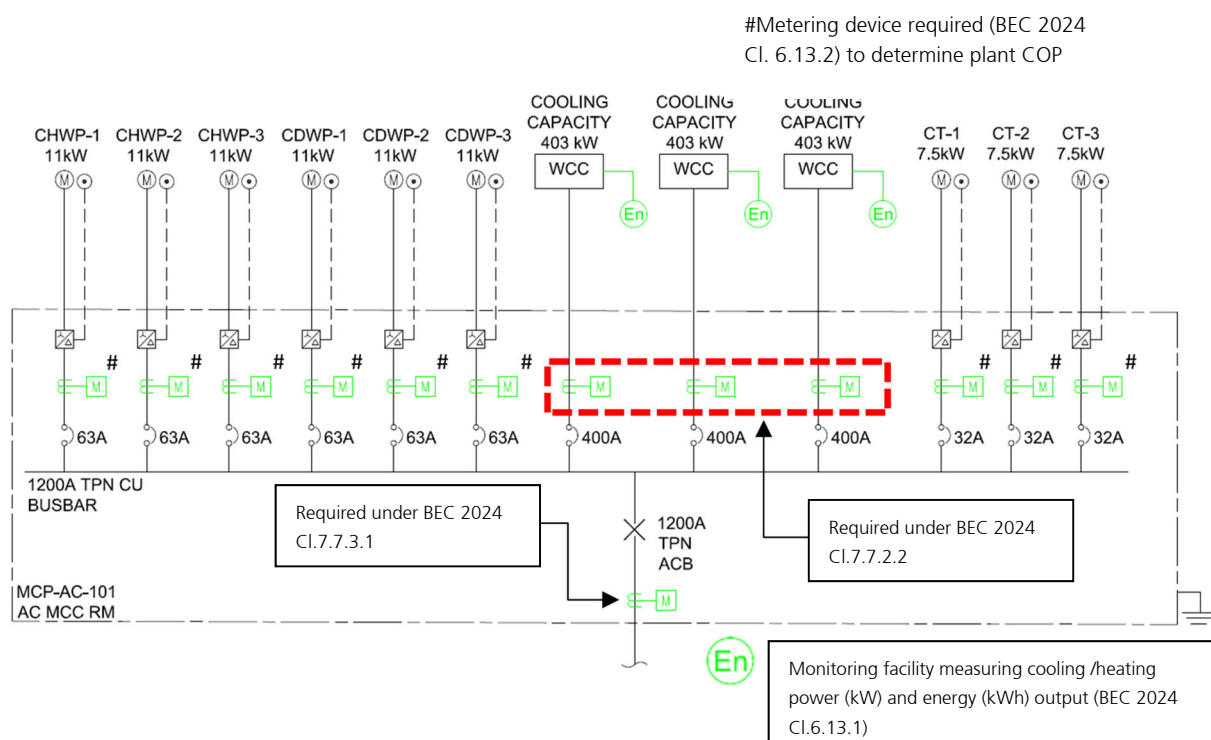 #Metering device required (BEC 2024
Cl. 6.13.2) to determine plant COP
CHWP-1
11kW
CHWP-2
11kW
CHWP-3
11kW
CDWP-1
11kW
CDWP-2
11kW
CDWP-3
11kW
COOLING
CAPACITY
403 kW
COOLING
CAPACITY
403 kW
COOLING
CAPACITY
403 kW
CT-1
7.5kW
CT-2
7.5kW
CT-3
7.5kW
M
M
M
M
M
M
WCC
WCC
WCC
M
M
M
En
En
En
#
#
#
#
#
#
#
#
#
M
M
M
M
M
M
M
M
M
M
M
M
63A
63A
63A
63A
63A
63A
400A
400A
400A
32A
32A
32A
1200A TPN CU
BUSBAR
Required under BEC 2024
Cl.7.7.3.1
1200A
TPN
ACB
Required under BEC 2024
Cl.7.7.2.2
MCP-AC-101
AC MCC RM
M
En
Monitoring facility measuring cooling /heating
power (kW) and energy (kWh) output (BEC 2024
Cl.6.13.1)